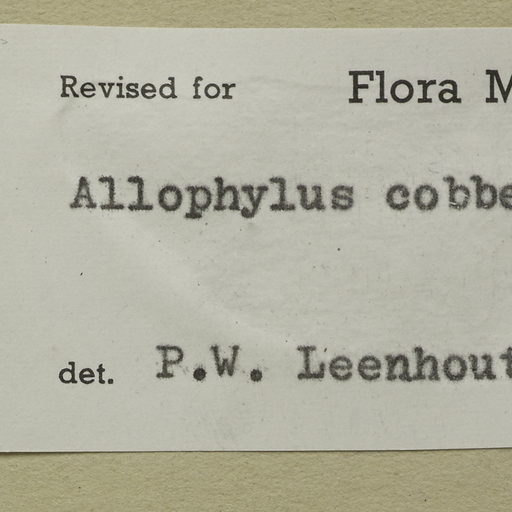 Revised for Flora M
Allophylus cobbe
det. P.W. Leenhout